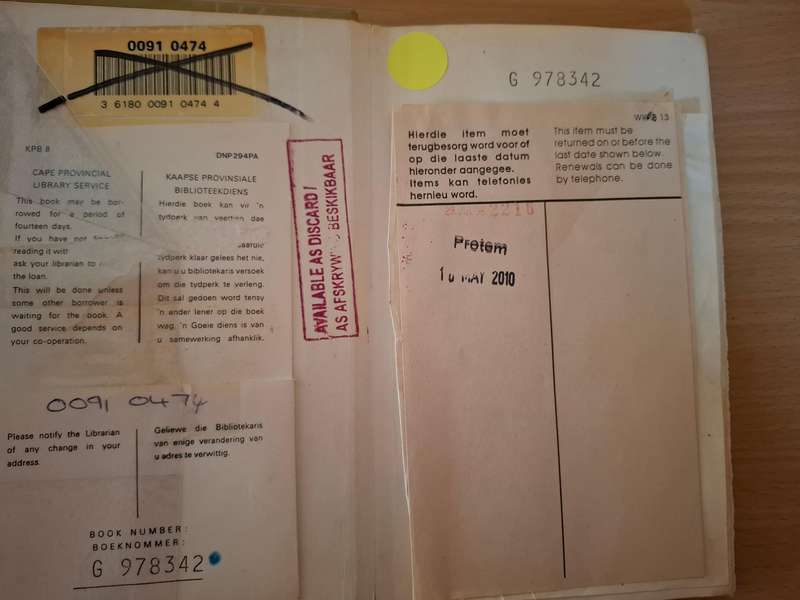 0091 0474
3 6180 0091 0474 4
KPB 8
CAPE PROVINCIAL
LIBRARY SERVICE
This book may be bor-
rowed for a period of
fourteen days.
If you have not
reading it
ask your librarian to
the loan.
This will be done unless
some other borrower is
waiting for the book. A
good service depends on
your co-operation.
DNP294PA
KAAPSE PROVINSIALE
BIBLIOTEEKDIENS
Hierdie boek kan vir 'n
tydperk van veertien dae
tydperk klaar gelees het nie,
kan u u bibliotekaris versoek
om die tydperk te verleng.
Dit sal gedoen word tensy
'n ander lener op die boek
wag. 'n Goeie diens is van
u samewerking afhanklik.
0091 0474
Please notify the Librarian
of any change in your
address.
Geliewe die Bibliotekaris
van enige verandering van
u adres te verwittig.
BOOK NUMBER:
BOEKNOMMER:
G 978342
AVAILABLE AS DISCARD/
AS AFSKRYWING BESKIKBAAR
G 978342
13
Hierdie item moet
terugbesorg word voor of
op die laaste datum
hieronder aangegee.
Items kan telefonies
hernieu word.
This item must be
returned on or before the
last date shown below.
Renewals can be done
by telephone.
Protem
MAY 2010